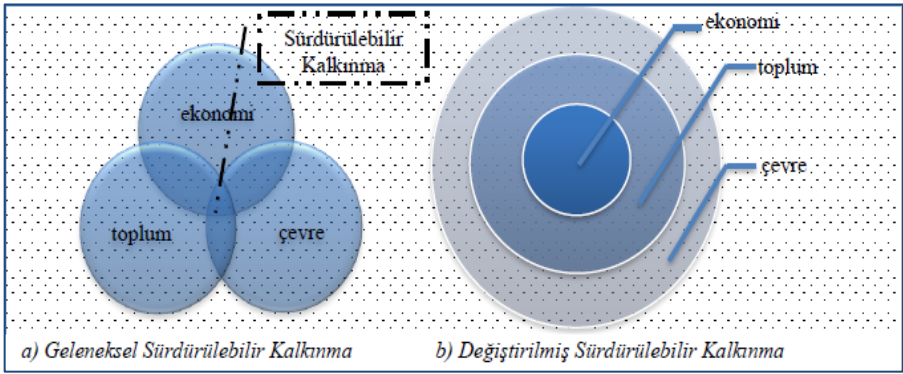 Sürdürülebilir
Kalkınma
ekonomi
toplum
çevre
ekonomi
toplum
çevre
a) Geleneksel Sürdürülebilir Kalkınma
b) Değiştirilmiş Sürdürülebilir Kalkınma